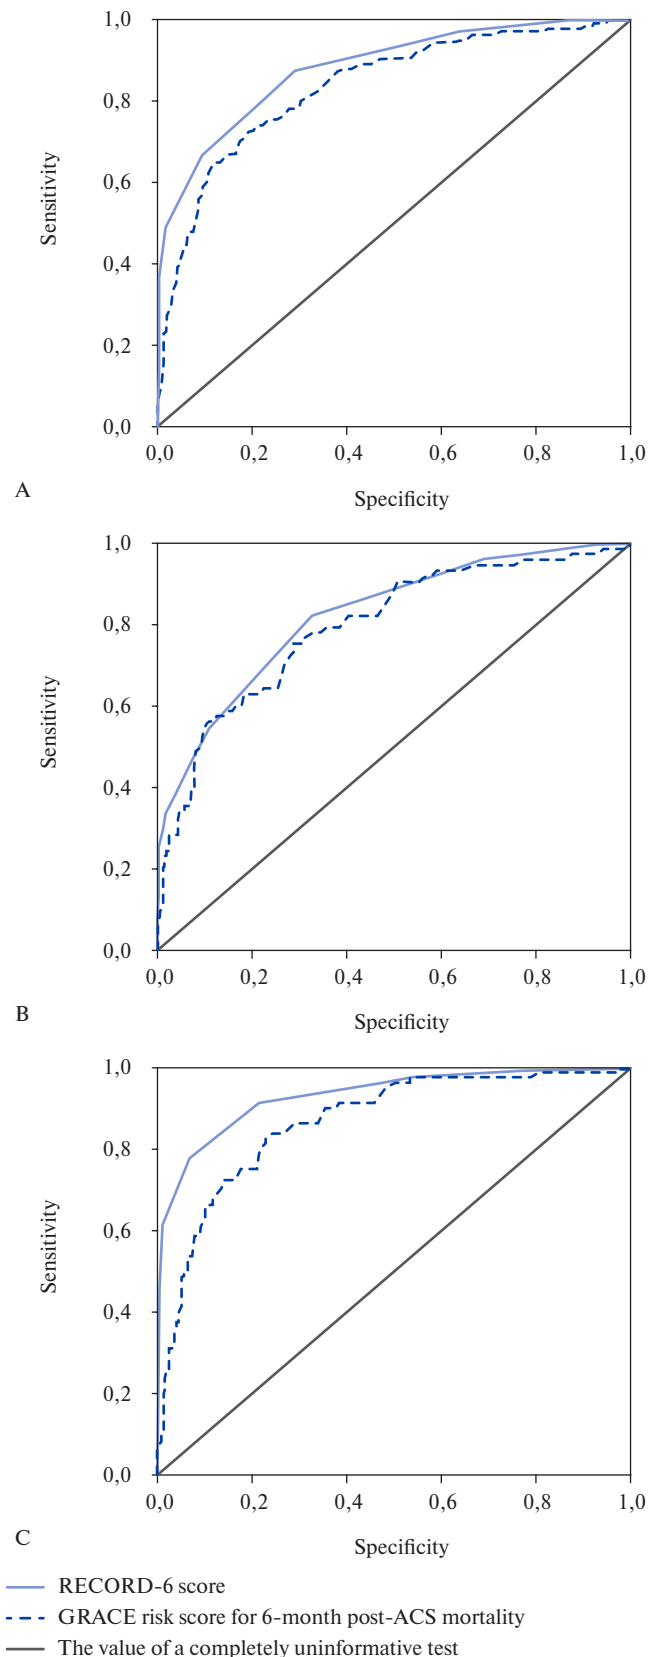 1,0
0,8
0,6
0,4
0,2
0,0
Sensitivity
0,0 0,2 0,4 0,6 0,8 1,0
A
Specificity
1,0
0,8
0,6
0,4
0,2
0,0
Sensitivity
0,0 0,2 0,4 0,6 0,8 1,0
B
Specificity
1,0
0,8
0,6
0,4
0,2
0,0
Sensitivity
0,0 0,2 0,4 0,6 0,8 1,0
C
Specificity
RECORD-6 score
GRACE risk score for 6-month post-ACS mortality
The value of a completely uninformative test